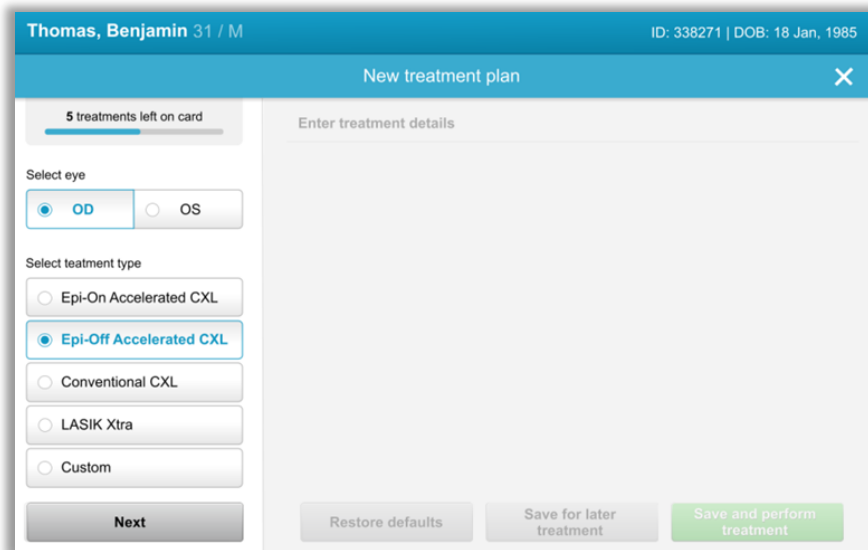 Thomas, Benjamin 31 / M
ID: 338271 | DOB: 18 Jan, 1985
New treatment plan
5 treatments left on card
Select eye
OD
OS
Select teatment type
Epi-On Accelerated CXL
Epi-Off Accelerated CXL
Conventional CXL
LASIK Xtra
Custom
Next
Enter treatment details
Restore defaults
Save for later
treatment
Save and perform
treatment